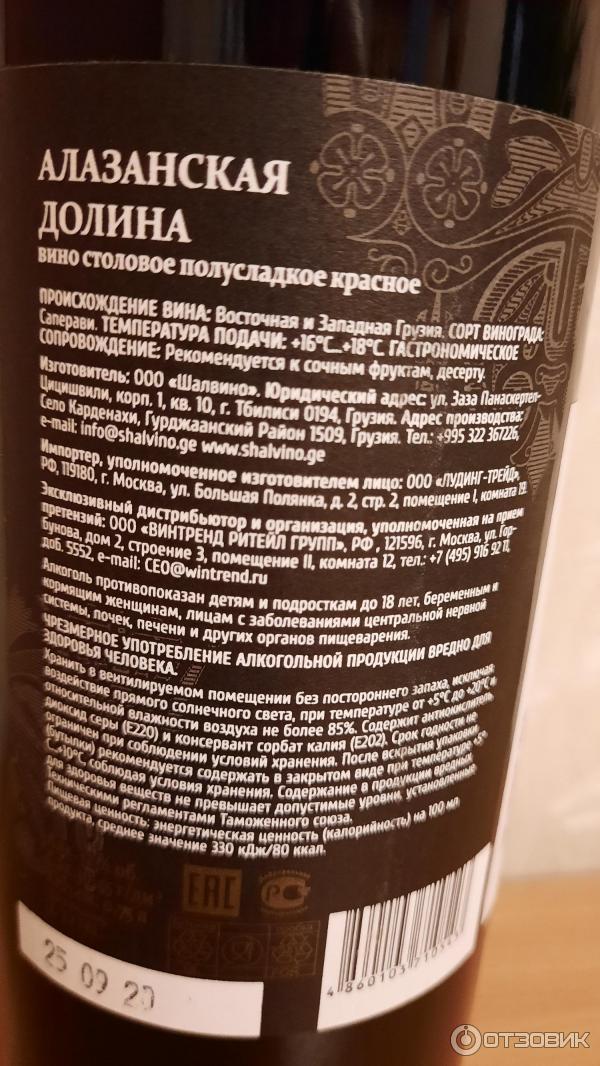 АЛАЗАНСКАЯ
ДОЛИНА
вино столовое полусладкое красное
ПРОИСХОЖДЕНИЕ ВИНА: Восточная и Западная Грузия. СОРТ ВИНОГРАДА:
Саперави. ТЕМПЕРАТУРА ПОДАЧИ: +16°C...+18°C. ГАСТРОНОМИЧЕСКОЕ
СОПРОВОЖДЕНИЕ: Рекомендуется к сочным фруктам, десерту.
Изготовитель: ООО «Шалвино». Юридический адрес: ул. Заза Панаскертел-
Цицишвили, корп. 1, кв. 10, г. Тбилиси 0194, Грузия. Адрес производства:
Село Карденахи, Гурджаанский Район 1509, Грузия. Тел.: +995 322 367226,
e-mail: info@shalvino.ge www.shalvino.ge
Импортер, уполномоченное изготовителем лицо: ООО «ЛУДИНГ-ТРЕЙД»,
РФ, 119180, г. Москва, ул. Большая Полянка, д. 2, стр. 2, помещение I, комната 19.
Эксклюзивный дистрибьютор и организация, уполномоченная на прием
претензий: ООО «ВИНТРЕНД РИТЕЙЛ ГРУПП», РФ , 121596, г. Москва, ул. Гор-
бунова, дом 2, строение 3, помещение II, комната 12, тел.: +7 (495) 916 92 11,
доб. 5552, e-mail: CEO@wintrend.ru
Алкоголь противопоказан детям и подросткам до 18 лет, беременным и
кормящим женщинам, лицам с заболеваниями центральной нервной
системы, почек, печени и других органов пищеварения.
ЧРЕЗМЕРНОЕ УПОТРЕБЛЕНИЕ АЛКОГОЛЬНОЙ ПРОДУКЦИИ ВРЕДНО ДЛЯ
ЗДОРОВЬЯ ЧЕЛОВЕКА.
Хранить в вентилируемом помещении без постороннего запаха, исключая
воздействие прямого солнечного света, при температуре от +5°C до +20°C и
относительной влажности воздуха не более 85%. Содержит антиокислитель
диоксид серы (Е220) и консервант сорбат калия (Е202). Срок годности не
ограничен при соблюдении условий хранения. После вскрытия упаковки
(бутылки) рекомендуется содержать в закрытом виде при температуре +5°
C...+10°C, соблюдая условия хранения. Содержание в продукции вредных
для здоровья веществ не превышает допустимые уровни, установленные
Техническими регламентами Таможенного союза.
Пищевая ценность: энергетическая ценность (калорийность) на 100 мл
продукта, среднее значение 330 кДж/80 ккал.
об
EAC
25 09 20
4 860103 71034
ОТЗОВИК